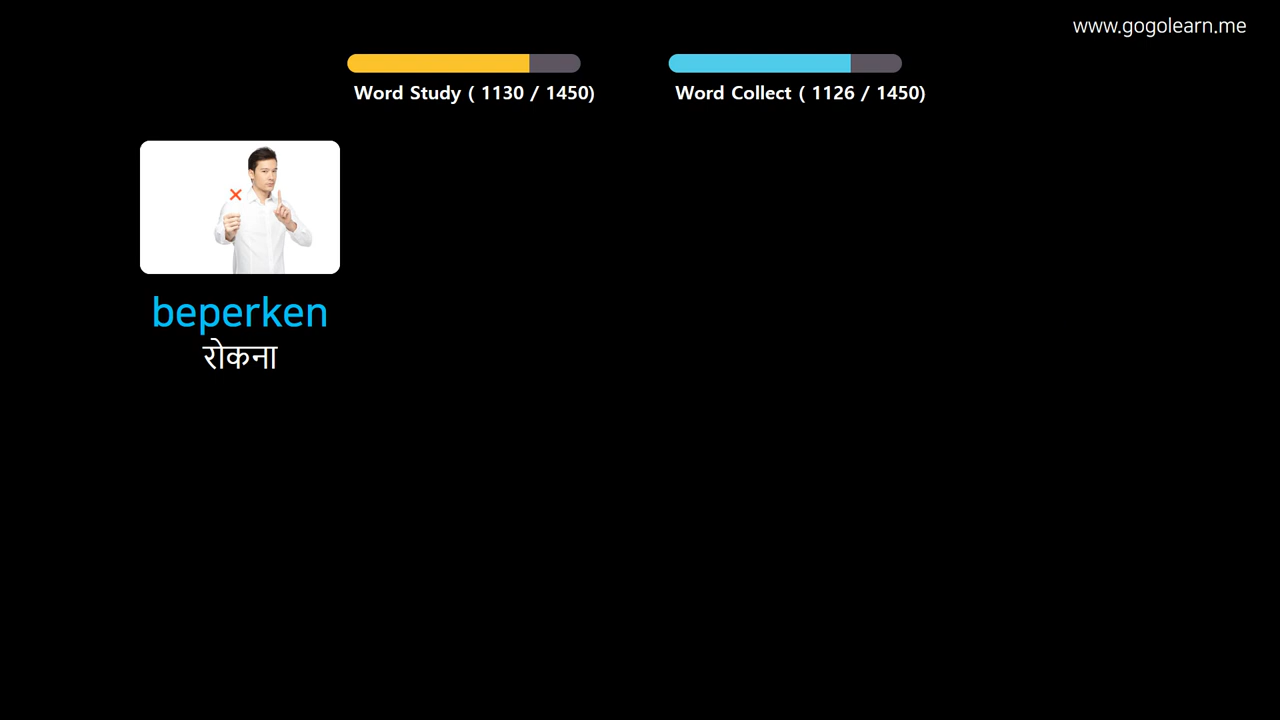 www.gogolearn.me
Word Study ( 1130 / 1450)
Word Collect ( 1126 / 1450)
beperken
रोकना